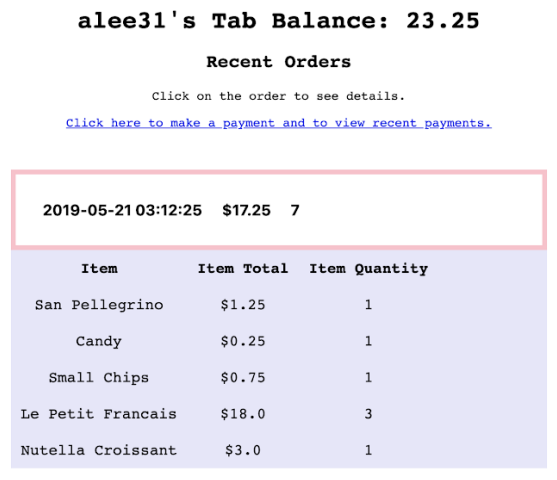 alee31's Tab Balance: 23.25
Recent Orders
Click on the order to see details.
Click here to make a payment and to view recent payments.
2019-05-21 03:12:25 $17.25 7
Item Item Total Item Quantity
San Pellegrino $1.25 1
Candy $0.25 1
Small Chips $0.75 1
Le Petit Francais $18.0 3
Nutella Croissant $3.0 1